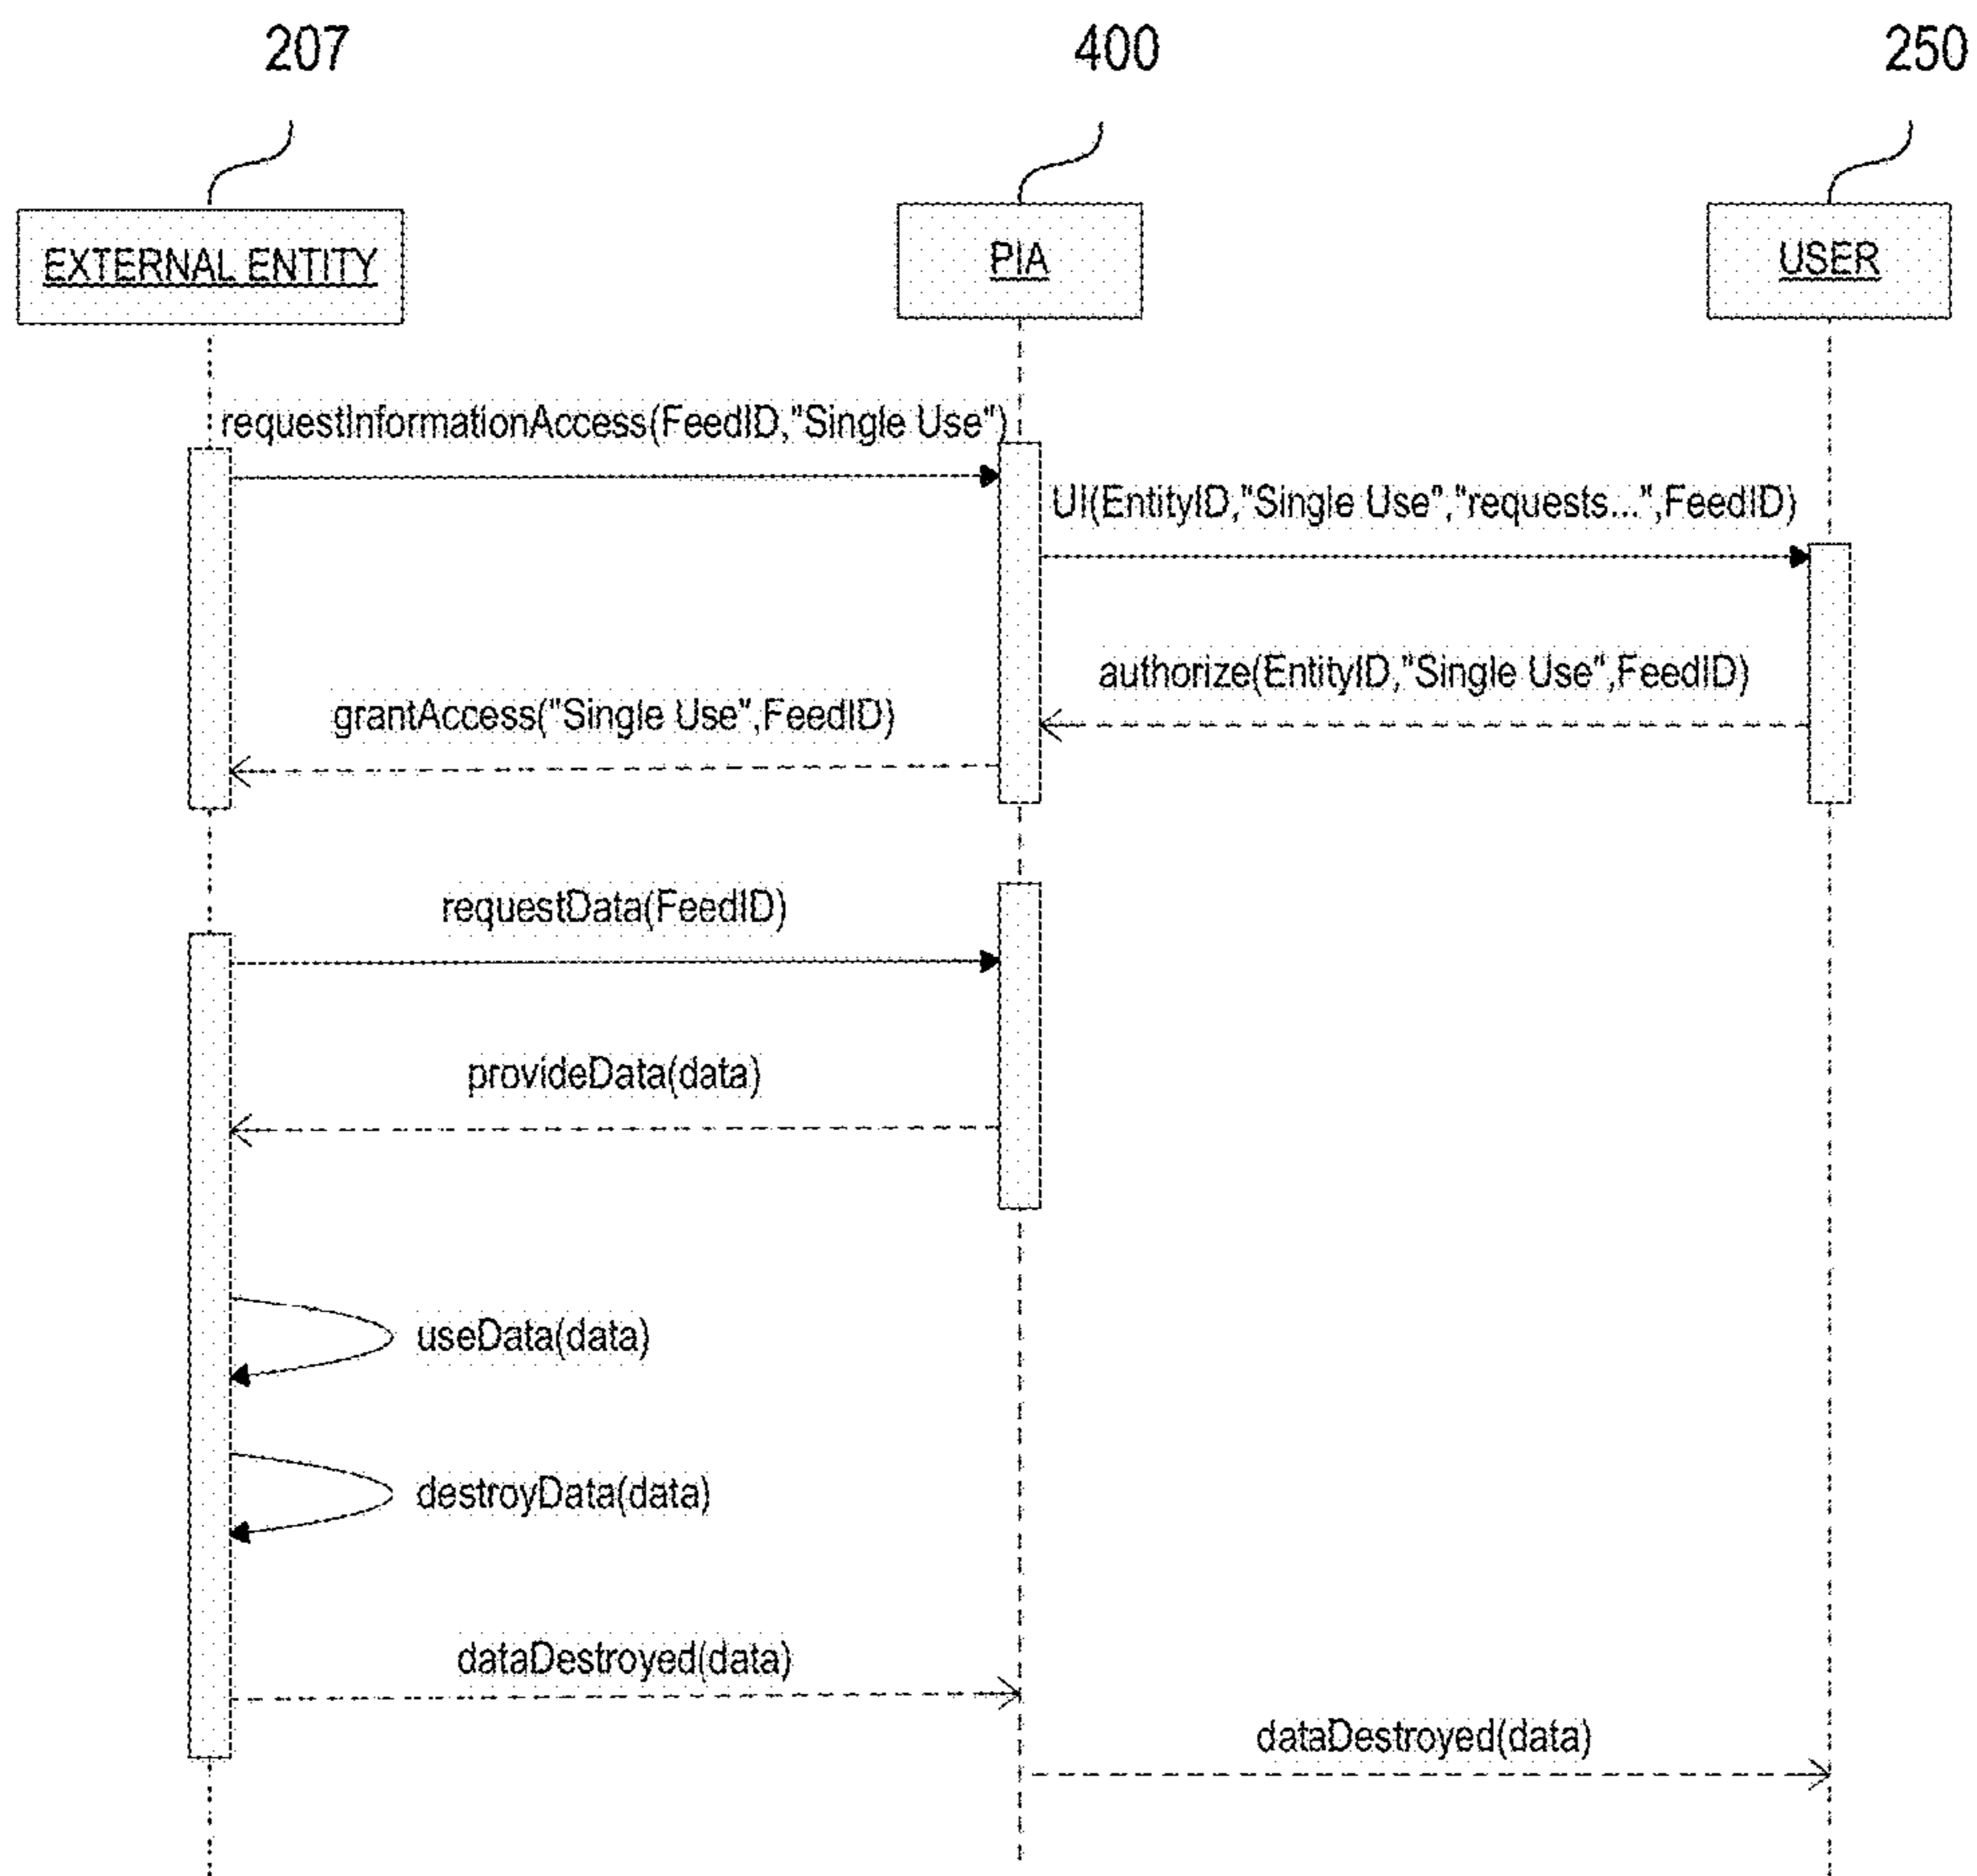 207
400
250
EXTERNAL ENTITY
PIA
USER
requestInformationAccess(FeedID,"Single Use")
UI(EntityID,"Single Use","requests...",FeedID)
authorize(EntityID,"Single Use",FeedID)
grantAccess("Single Use",FeedID)
requestData(FeedID)
provideData(data)
useData(data)
destroyData(data)
dataDestroyed(data)
dataDestroyed(data)